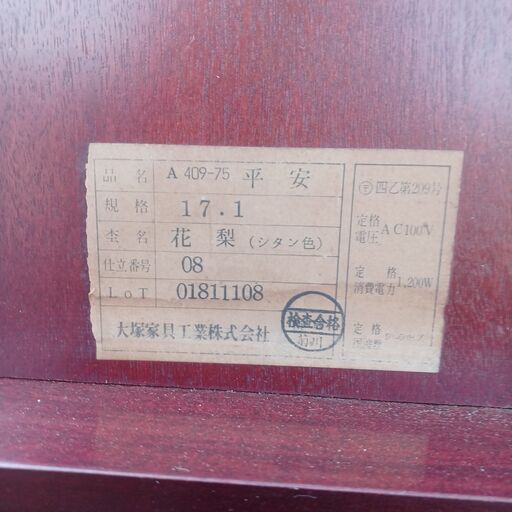 品名 A 409-75 平安
規格 17.1
杢名 花梨(シタン色)
仕立番号 08
LoT 01811108
大塚家具工業株式会社
検査合格
〒四乙第209号
定格電圧 AC100V
定格消費電力 1,200W
定格